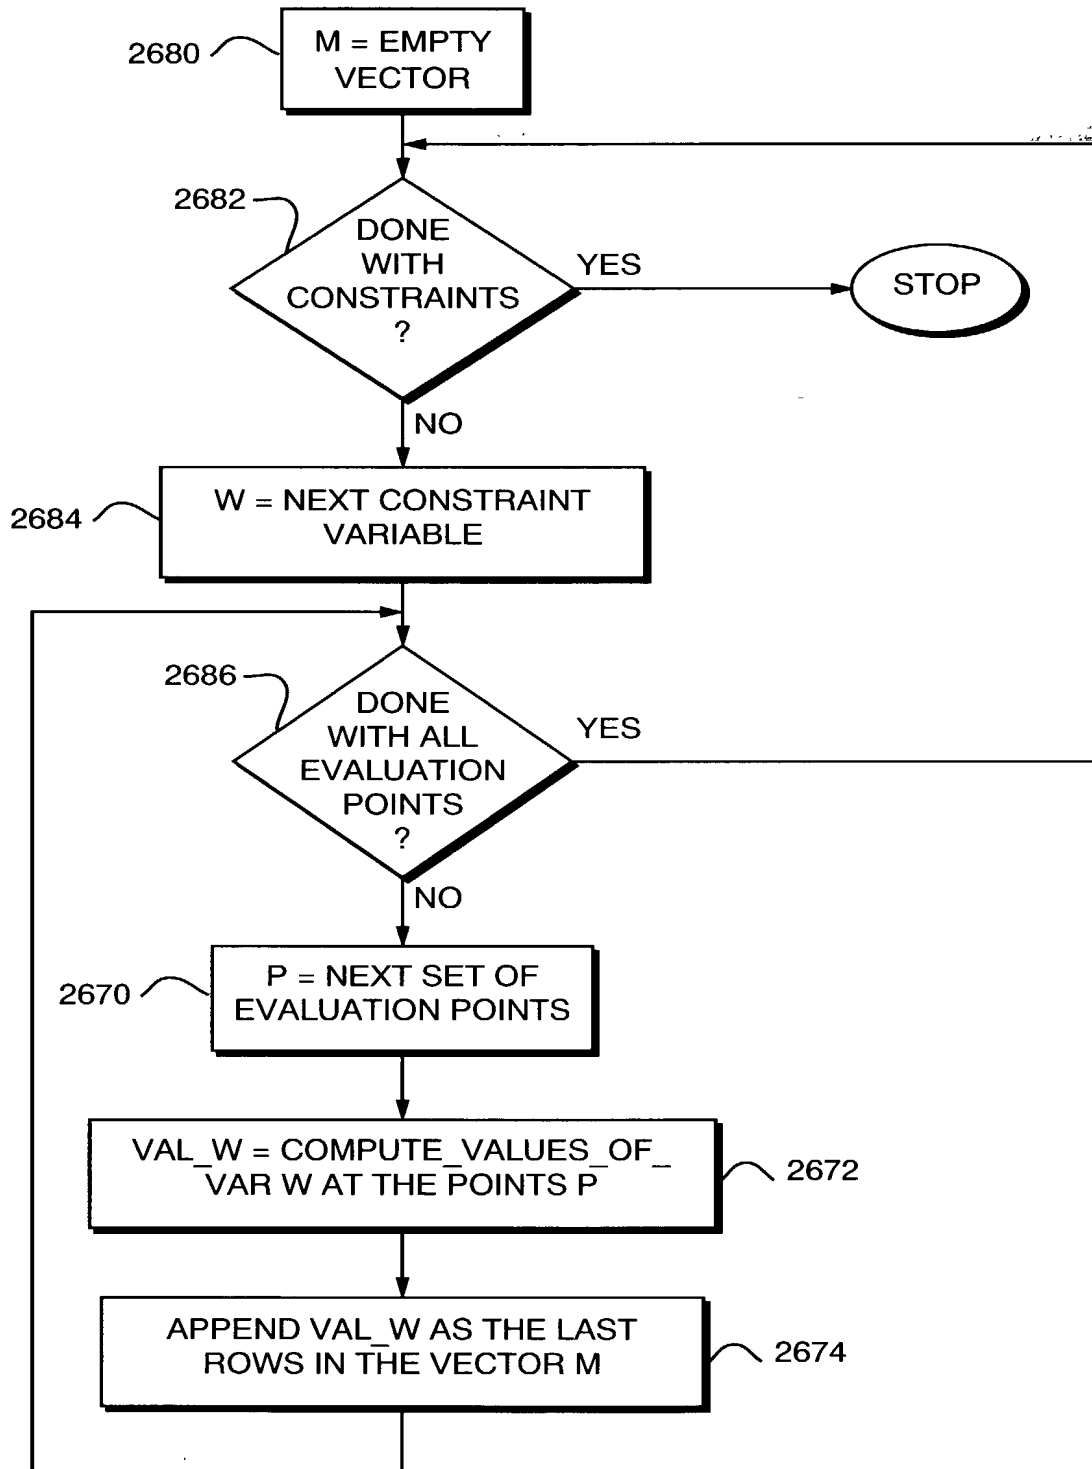 2680
M = EMPTY
VECTOR
2682
DONE
WITH
CONSTRAINTS
?
YES
STOP
NO
2684
W = NEXT CONSTRAINT
VARIABLE
2686
DONE
WITH ALL
EVALUATION
POINTS
?
YES
NO
2670
P = NEXT SET OF
EVALUATION POINTS
VAL_W = COMPUTE_VALUES_OF_
VAR W AT THE POINTS P
2672
APPEND VAL_W AS THE LAST
ROWS IN THE VECTOR M
2674